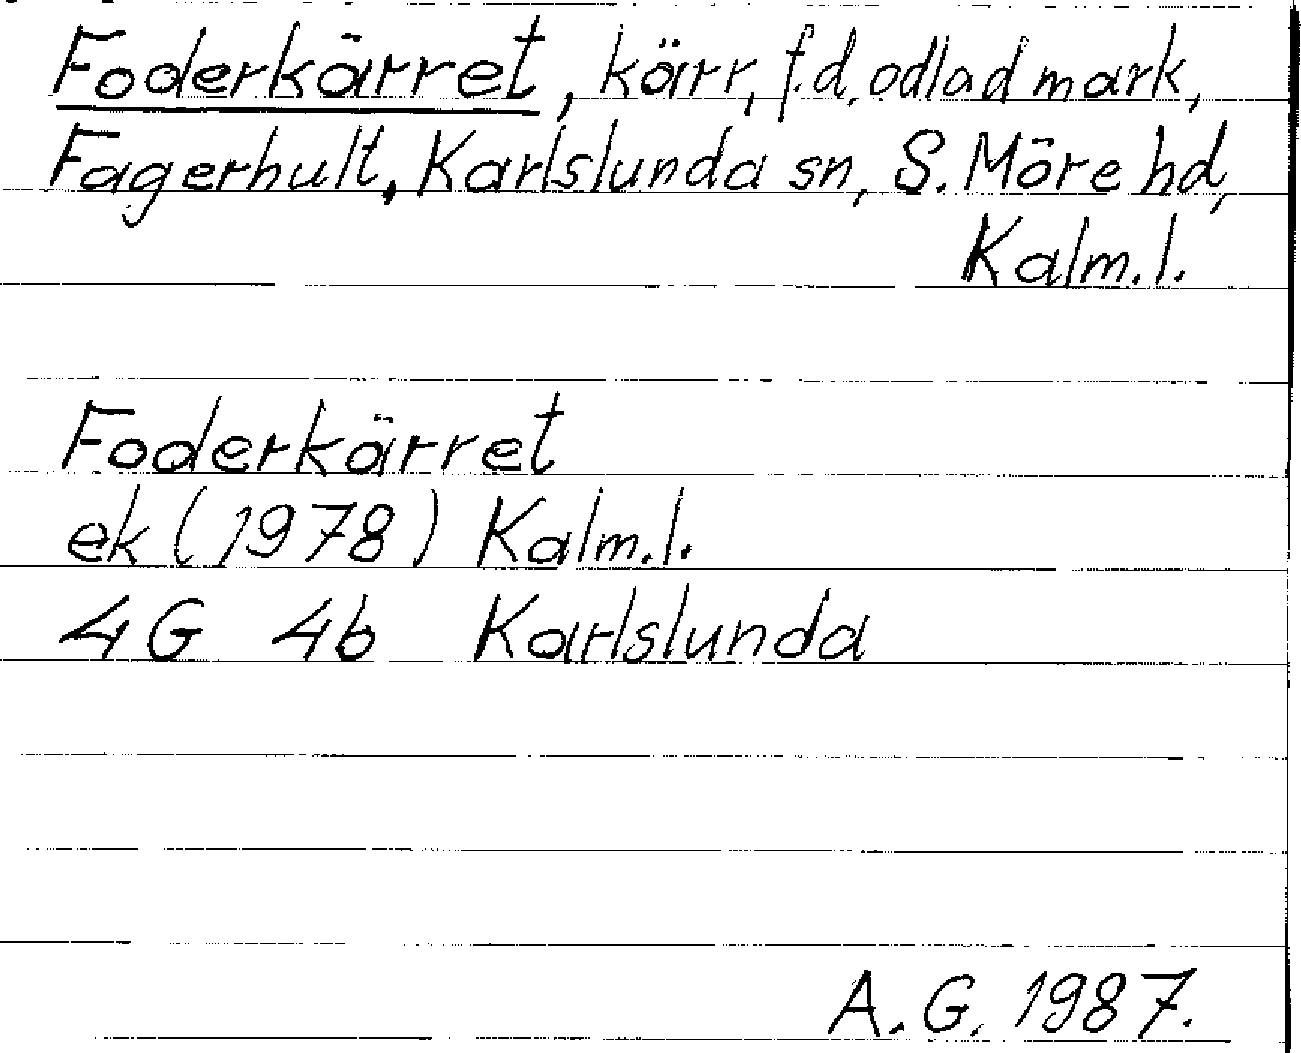 Foderkärret, kärr, f.d. odlad mark,
Fagerhult, Karlslunda sn, S. Möre hd,
Kalm. l.
Foderkärret
ek (1978) Kalm. l.
4G 4b Karlslunda
A. G. 1987.